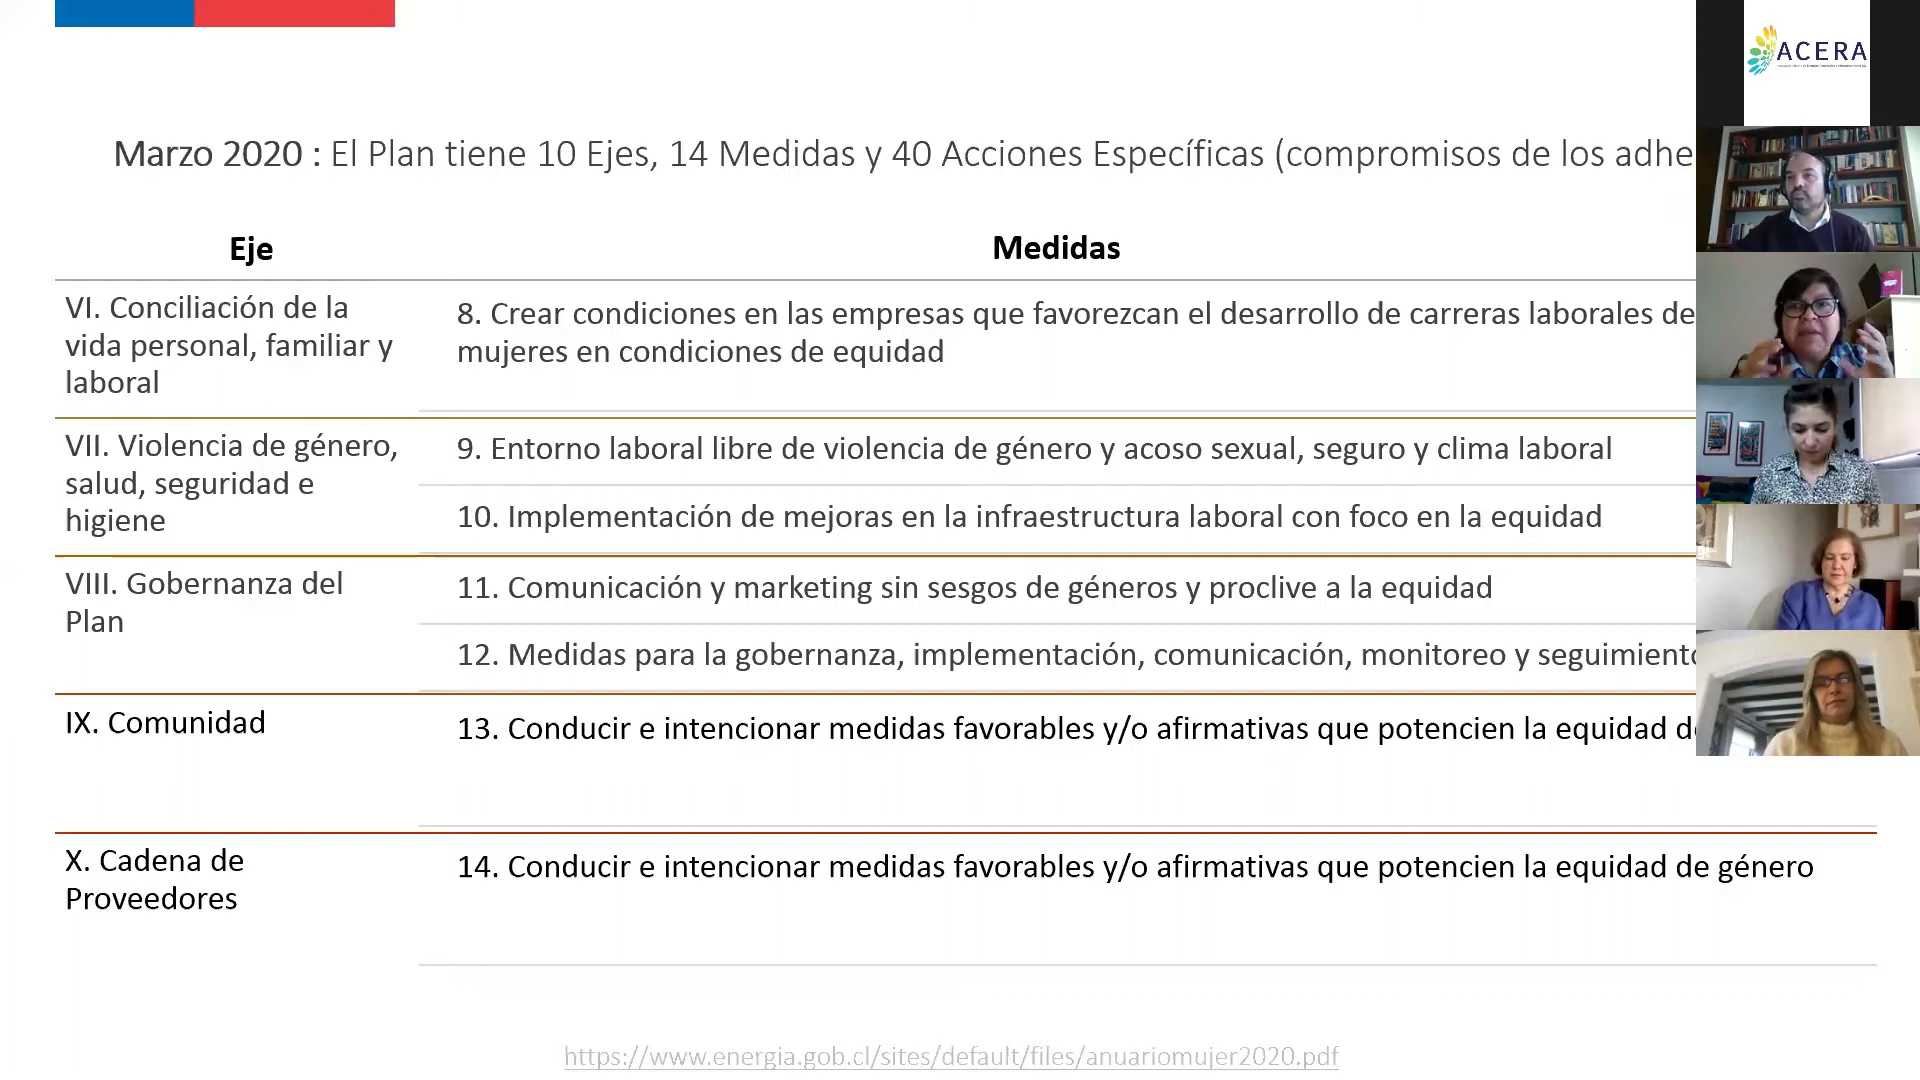 ACERA
Marzo 2020 : El Plan tiene 10 Ejes, 14 Medidas y 40 Acciones Específicas (compromisos de los adhe
Eje
Medidas
VI. Conciliación de la
vida personal, familiar y
laboral
8. Crear condiciones en las empresas que favorezcan el desarrollo de carreras laborales de
mujeres en condiciones de equidad
VII. Violencia de género,
salud, seguridad e
higiene
9. Entorno laboral libre de violencia de género y acoso sexual, seguro y clima laboral
10. Implementación de mejoras en la infraestructura laboral con foco en la equidad
VIII. Gobernanza del
Plan
11. Comunicación y marketing sin sesgos de géneros y proclive a la equidad
12. Medidas para la gobernanza, implementación, comunicación, monitoreo y seguimiento
IX. Comunidad
13. Conducir e intencionar medidas favorables y/o afirmativas que potencien la equidad de
X. Cadena de
Proveedores
14. Conducir e intencionar medidas favorables y/o afirmativas que potencien la equidad de género
https://www.energia.gob.cl/sites/default/files/anuariomujer2020.pdf